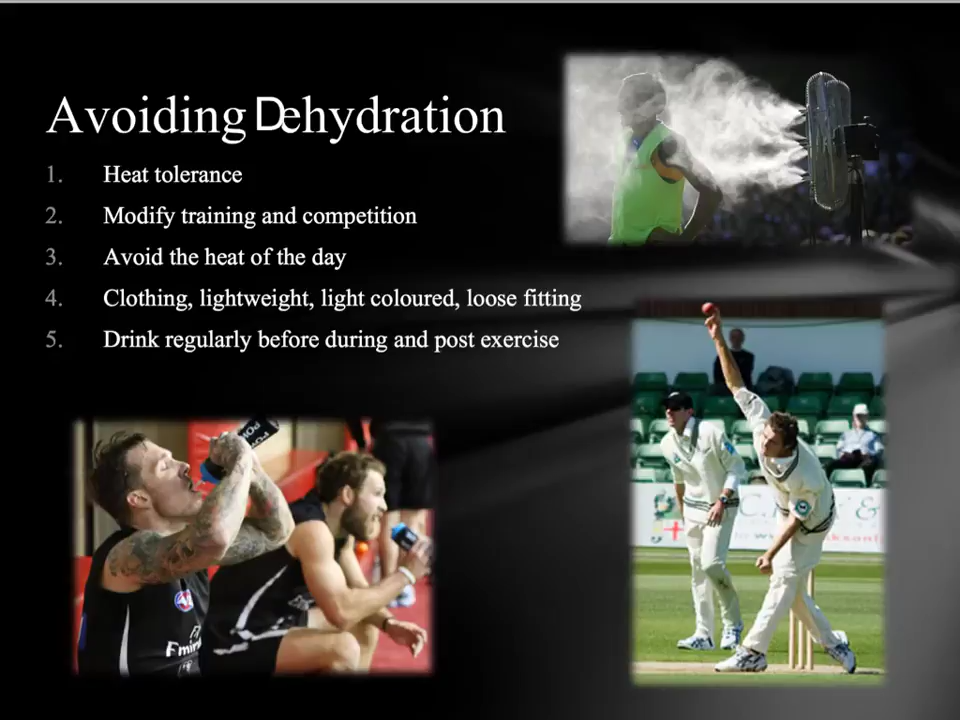 Avoiding Dehydration
1. Heat tolerance
2. Modify training and competition
3. Avoid the heat of the day
4. Clothing, lightweight, light coloured, loose fitting
5. Drink regularly before during and post exercise